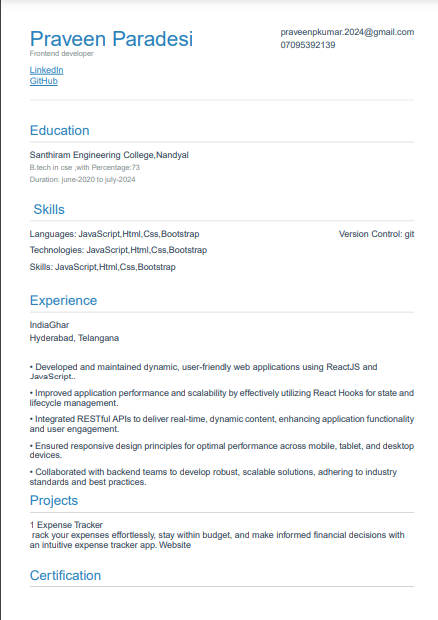 Praveen Paradesi
Frontend developer
praveenpkumar.2024@gmail.com
07095392139
LinkedIn
GitHub
Education
Santhiram Engineering College,Nandyal
B.tech in cse ,with Percentage:73
Duration: june-2020 to july-2024
Skills
Languages: JavaScript,Html,Css,Bootstrap
Version Control: git
Technologies: JavaScript,Html,Css,Bootstrap
Skills: JavaScript,Html,Css,Bootstrap
Experience
IndiaGhar
Hyderabad, Telangana
• Developed and maintained dynamic, user-friendly web applications using ReactJS and
JavaScript..
• Improved application performance and scalability by effectively utilizing React Hooks for state and
lifecycle management.
• Integrated RESTful APIs to deliver real-time, dynamic content, enhancing application functionality
and user engagement.
• Ensured responsive design principles for optimal performance across mobile, tablet, and desktop
devices.
• Collaborated with backend teams to develop robust, scalable solutions, adhering to industry
standards and best practices.
Projects
1 Expense Tracker
rack your expenses effortlessly, stay within budget, and make informed financial decisions with
an intuitive expense tracker app. Website
Certification